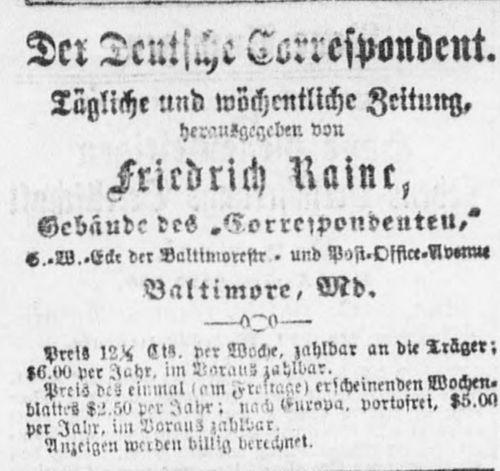 Der Deutsche Correspondent.
Tägliche und wöchentliche Zeitung,
herausgegeben von
Friedrich Raine,
Gebäude des „Correspondenten,"
S.-W.-Ecke der Baltimorestr.- und Post-Office-Avenue
Baltimore, Md.
Preis 12½ Cts. per Woche, zahlbar an die Träger;
$6.00 per Jahr, im Voraus zahlbar.
Preis des einmal (am Freitage) erscheinenden Wochen-
blattes $2.50 per Jahr; nach Europa, portofrei, $5.00
per Jahr, im Voraus zahlbar.
Anzeigen werden billig berechnet.